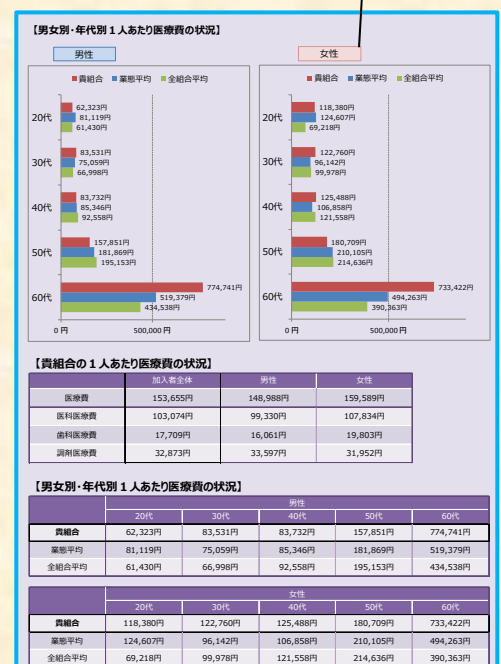 【男女別・年代別１人あたり医療費の状況】
男性
女性
■貴組合 ■業態平均 ■全組合平均
20代
62,323円
81,119円
61,430円
30代
83,531円
75,059円
66,998円
40代
83,732円
85,346円
92,558円
50代
157,851円
181,869円
195,153円
60代
774,741円
519,379円
434,538円
0 円 500,000 円
■貴組合 ■業態平均 ■全組合平均
20代
118,380円
124,607円
69,218円
30代
122,760円
96,142円
99,978円
40代
125,488円
106,858円
121,558円
50代
180,709円
210,105円
214,636円
60代
733,422円
494,263円
390,363円
0 円 500,000 円
【貴組合の１人あたり医療費の状況】
加入者全体 男性 女性
医療費 153,655円 148,988円 159,589円
医科医療費 103,074円 99,330円 107,834円
歯科医療費 17,709円 16,061円 19,803円
調剤医療費 32,873円 33,597円 31,952円
【男女別・年代別１人あたり医療費の状況】
男性
20代 30代 40代 50代 60代
貴組合 62,323円 83,531円 83,732円 157,851円 774,741円
業態平均 81,119円 75,059円 85,346円 181,869円 519,379円
全組合平均 61,430円 66,998円 92,558円 195,153円 434,538円
女性
20代 30代 40代 50代 60代
貴組合 118,380円 122,760円 125,488円 180,709円 733,422円
業態平均 124,607円 96,142円 106,858円 210,105円 494,263円
全組合平均 69,218円 99,978円 121,558円 214,636円 390,363円